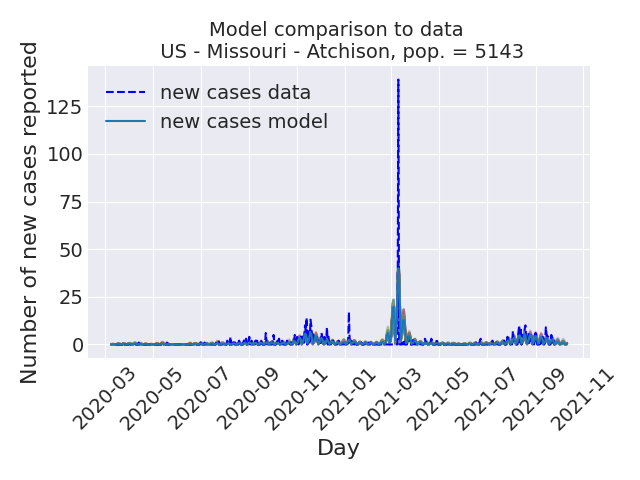 Model comparison to data
US - Missouri - Atchison, pop. = 5143
new cases data
new cases model
Number of new cases reported
125
100
75
50
25
0
2020-03
2020-05
2020-07
2020-09
2020-11
2021-01
2021-03
2021-05
2021-07
2021-09
2021-11
Day